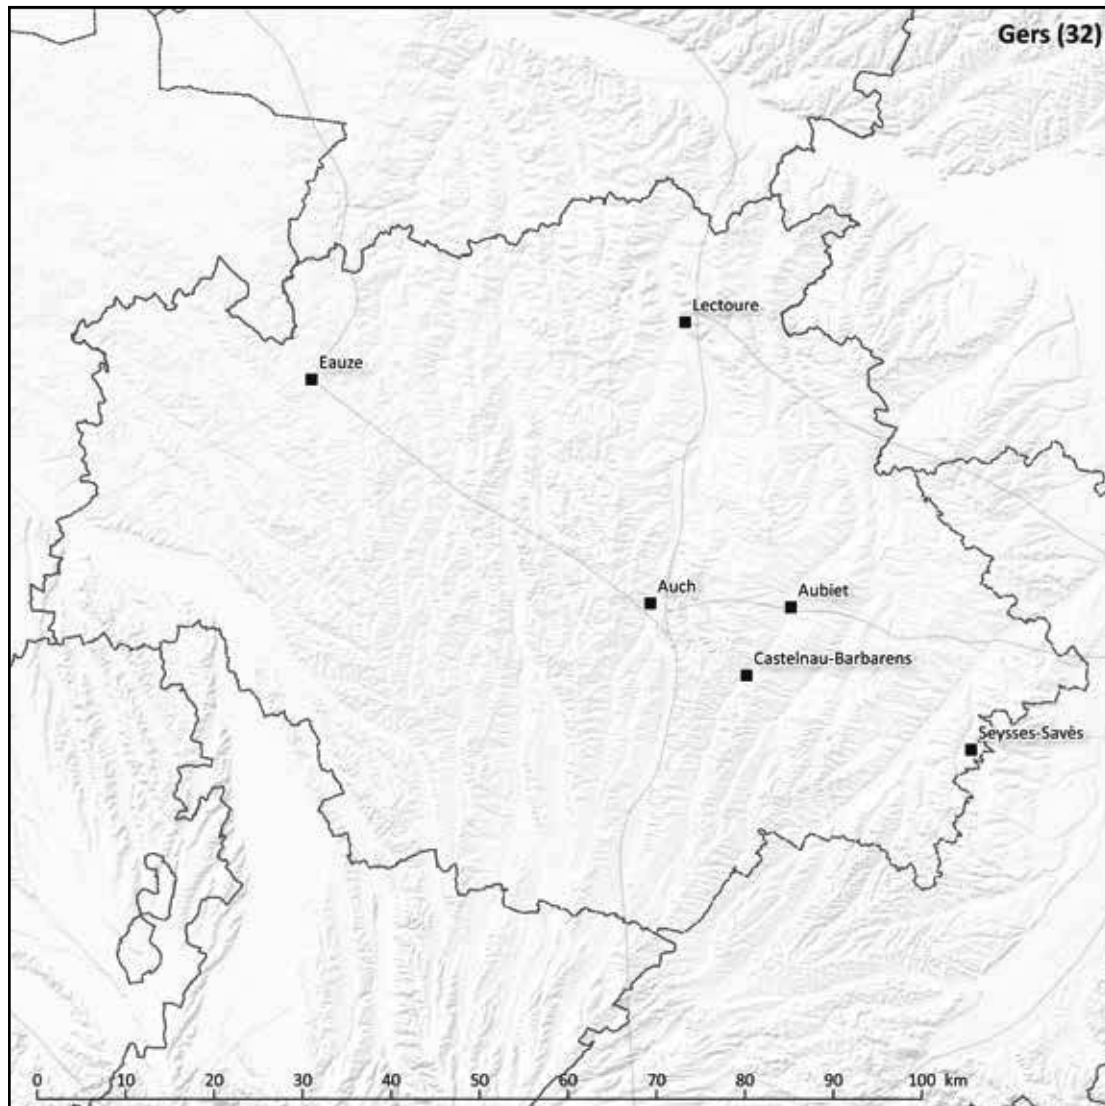 Gers (32)
Lectoure
Eauze
Auch
Aubiet
Castelnau-Barbarens
Seysses-Savès
0 10 20 30 40 50 60 70 80 90 100 km